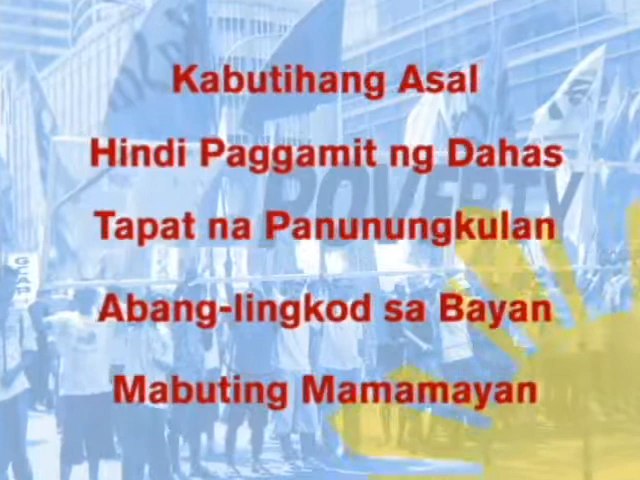 Kabutihang Asal
Hindi Paggamit ng Dahas
POVERTY
Tapat na Panunungkulan
Abang-lingkod sa Bayan
Mabuting Mamamayan